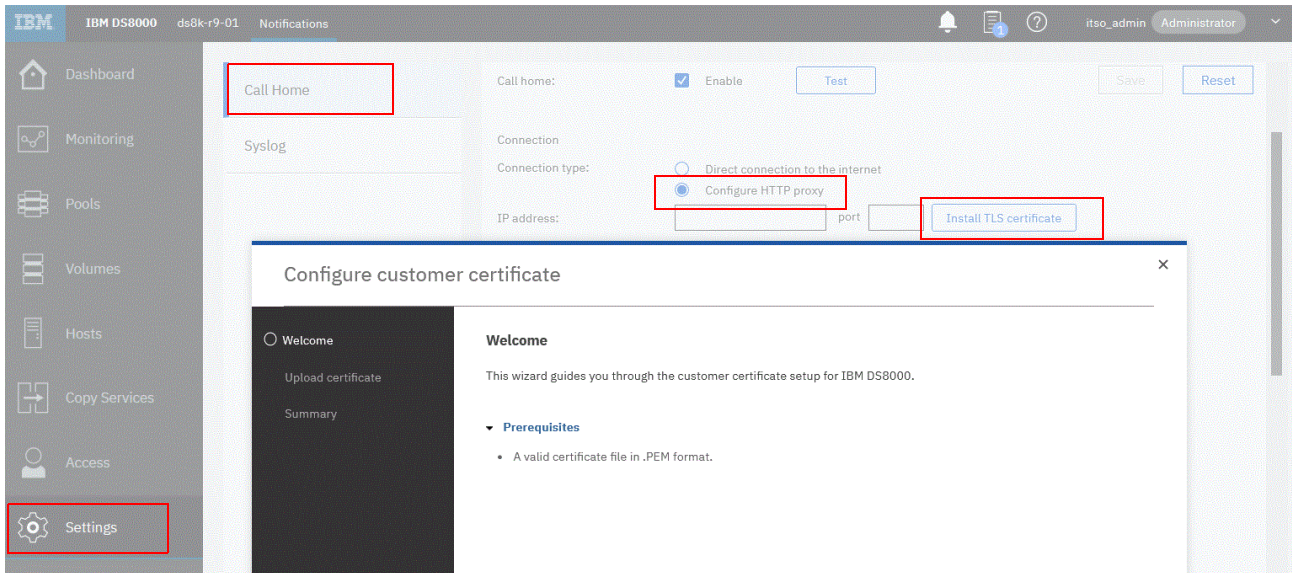 IBM IBM DS8000 ds8k-r9-01 Notifications 1 ? itso_admin Administrator
Dashboard
Monitoring
Pools
Volumes
Hosts
Copy Services
Access
Settings
Call Home
Syslog
Call home: Enable Test Save Reset
Connection
Connection type: Direct connection to the internet
Configure HTTP proxy
IP address: port Install TLS certificate
Configure customer certificate
Welcome
Upload certificate
Summary
Welcome
This wizard guides you through the customer certificate setup for IBM DS8000.
Prerequisites
• A valid certificate file in .PEM format.